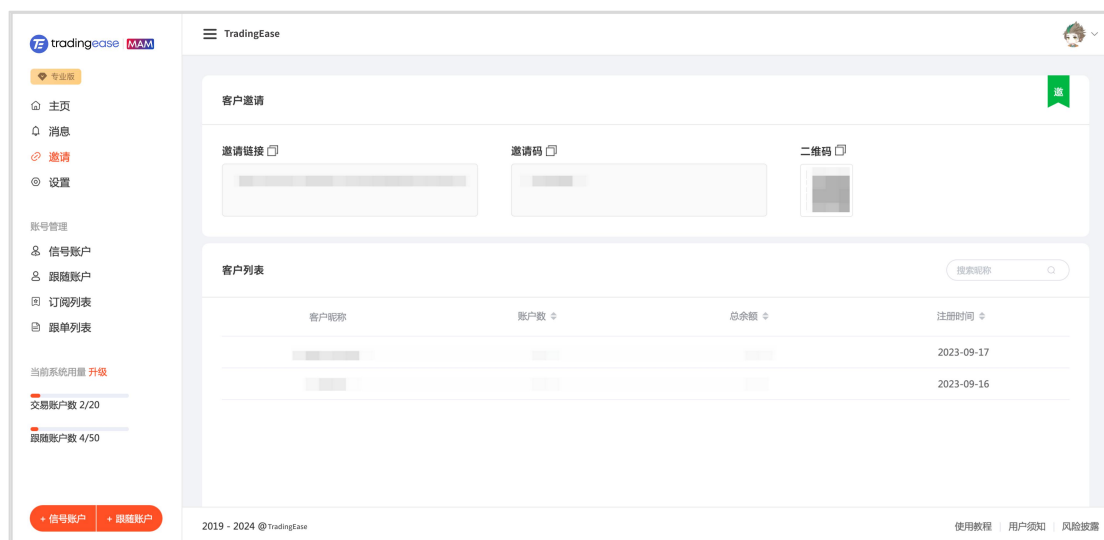 tradingease MAM
专业版
主页
消息
邀请
设置
账号管理
信号账户
跟随账户
订阅列表
跟单列表
当前系统用量 升级
交易账户数 2/20
跟随账户数 4/50
+ 信号账户 + 跟随账户
TradingEase
客户邀请
邀
邀请链接 邀请码 二维码
客户列表
搜索昵称
客户昵称 账户数 总余额 注册时间
2023-09-17
2023-09-16
2019 - 2024 @TradingEase
使用教程 用户须知 风险披露